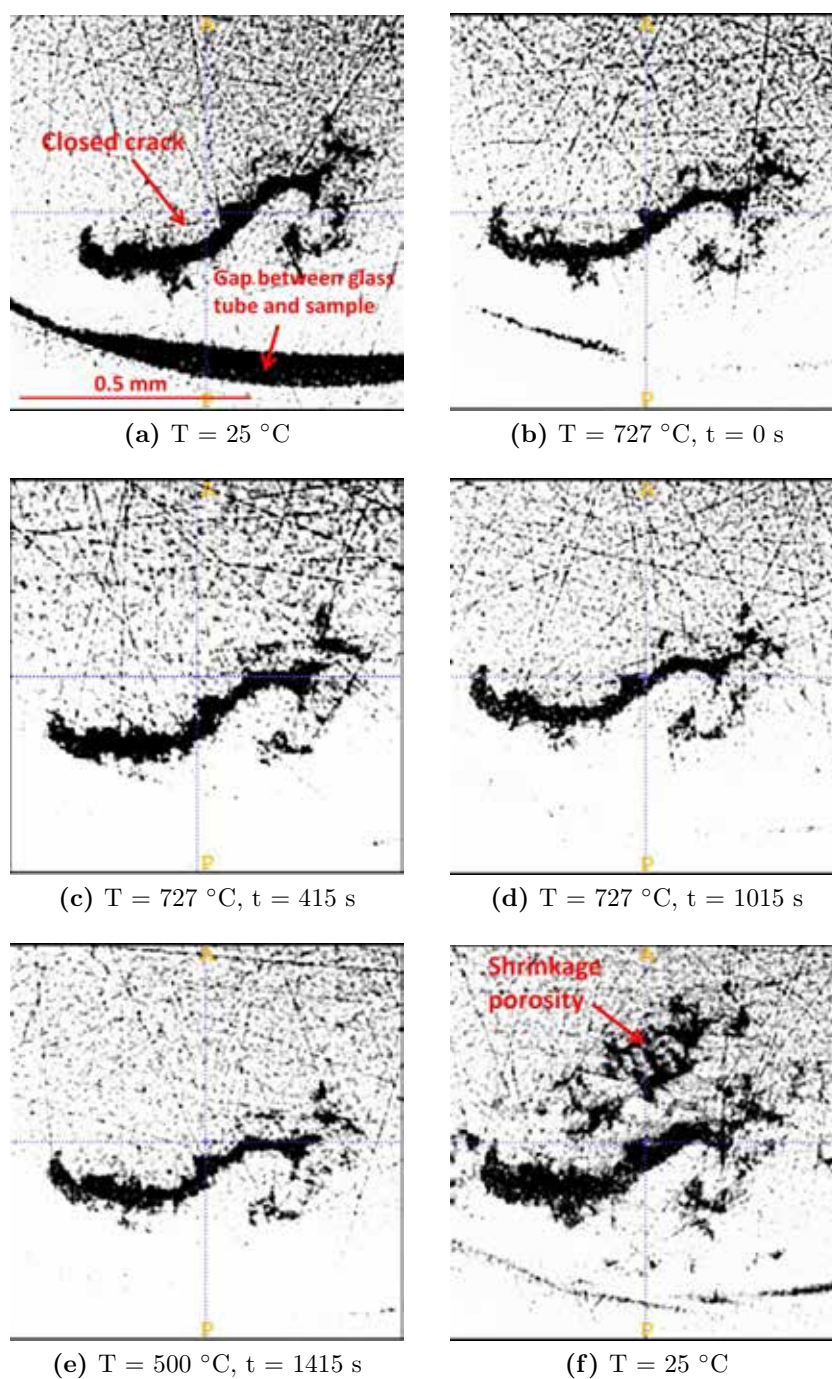 A
Closed crack
Gap between glass
tube and sample
0.5 mm
P
(a) T = 25 °C
A
P
(b) T = 727 °C, t = 0 s
A
P
(c) T = 727 °C, t = 415 s
A
P
(d) T = 727 °C, t = 1015 s
A
P
(e) T = 500 °C, t = 1415 s
A
Shrinkage
porosity
P
(f) T = 25 °C